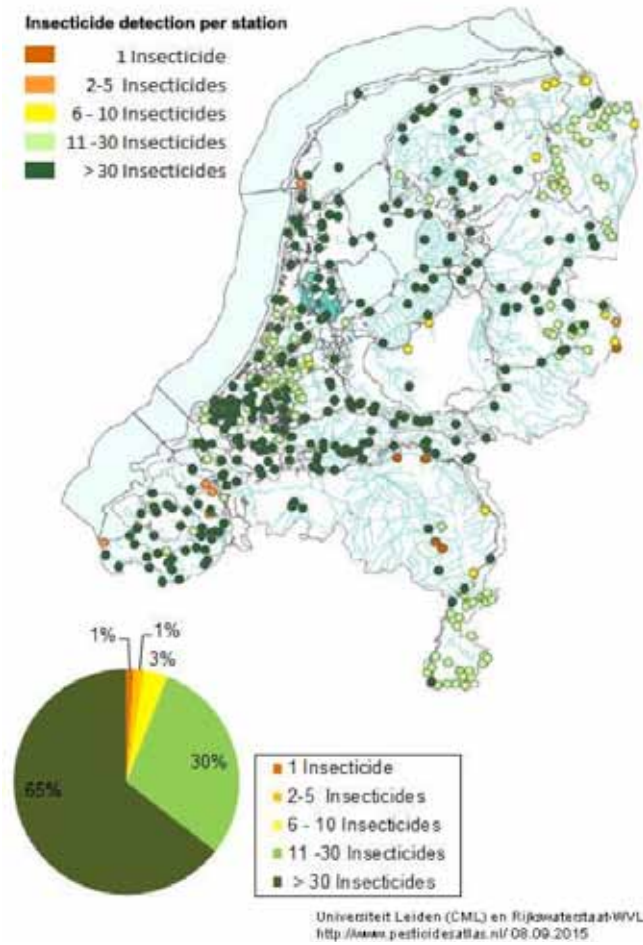 Insecticide detection per station
1 Insecticide
2-5 Insecticides
6 - 10 Insecticides
11 -30 Insecticides
> 30 Insecticides
1%
1%
3%
30%
65%
1 Insecticide
2-5 Insecticides
6 - 10 Insecticides
11 -30 Insecticides
> 30 Insecticides
Universiteit Leiden (CML) en Rijkswaterstaat-WVL
http://www.pesticidesatlas.nl/ 08.09.2015